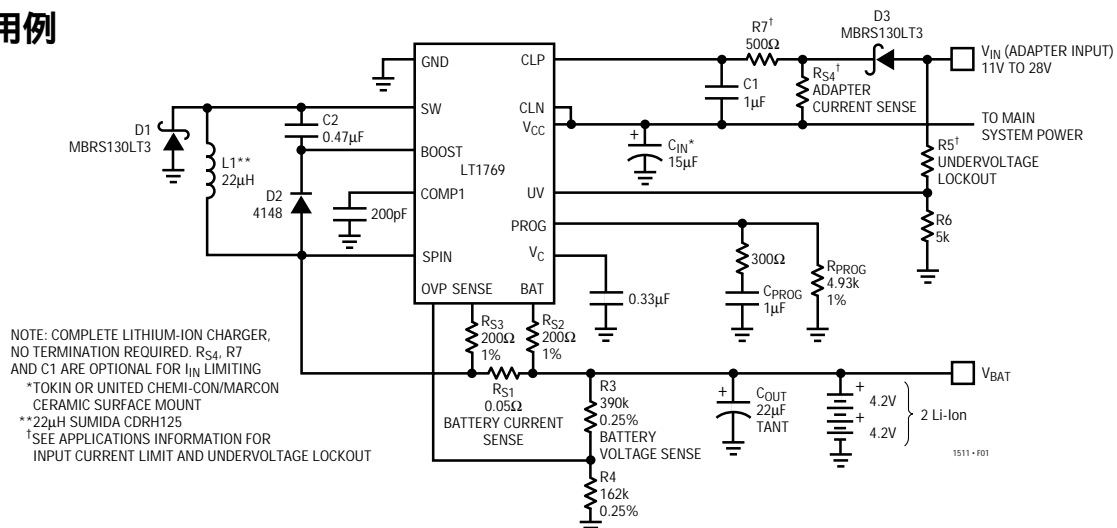 用例
D3
MBRS130LT3
R7†
500Ω
VIN (ADAPTER INPUT)
11V TO 28V
GND
CLP
C1
1µF
RS4†
ADAPTER
CURRENT SENSE
SW
CLN
VCC
TO MAIN
SYSTEM POWER
D1
MBRS130LT3
C2
0.47µF
+
CIN*
15µF
R5†
UNDERVOLTAGE
LOCKOUT
L1**
22µH
BOOST
LT1769
D2
4148
COMP1
200pF
UV
PROG
R6
5k
300Ω
RPROG
4.93k
1%
SPIN
VC
CPROG
1µF
OVP SENSE
BAT
0.33µF
RS3
200Ω
1%
RS2
200Ω
1%
NOTE: COMPLETE LITHIUM-ION CHARGER,
NO TERMINATION REQUIRED. RS4, R7
AND C1 ARE OPTIONAL FOR IIN LIMITING
*TOKIN OR UNITED CHEMI-CON/MARCON
CERAMIC SURFACE MOUNT
**22µH SUMIDA CDRH125
†SEE APPLICATIONS INFORMATION FOR
INPUT CURRENT LIMIT AND UNDERVOLTAGE LOCKOUT
RS1
0.05Ω
BATTERY CURRENT
SENSE
VBAT
R3
390k
0.25%
BATTERY
VOLTAGE SENSE
+
COUT
22µF
TANT
+
4.2V
+
4.2V
2 Li-Ion
R4
162k
0.25%
1511 • F01